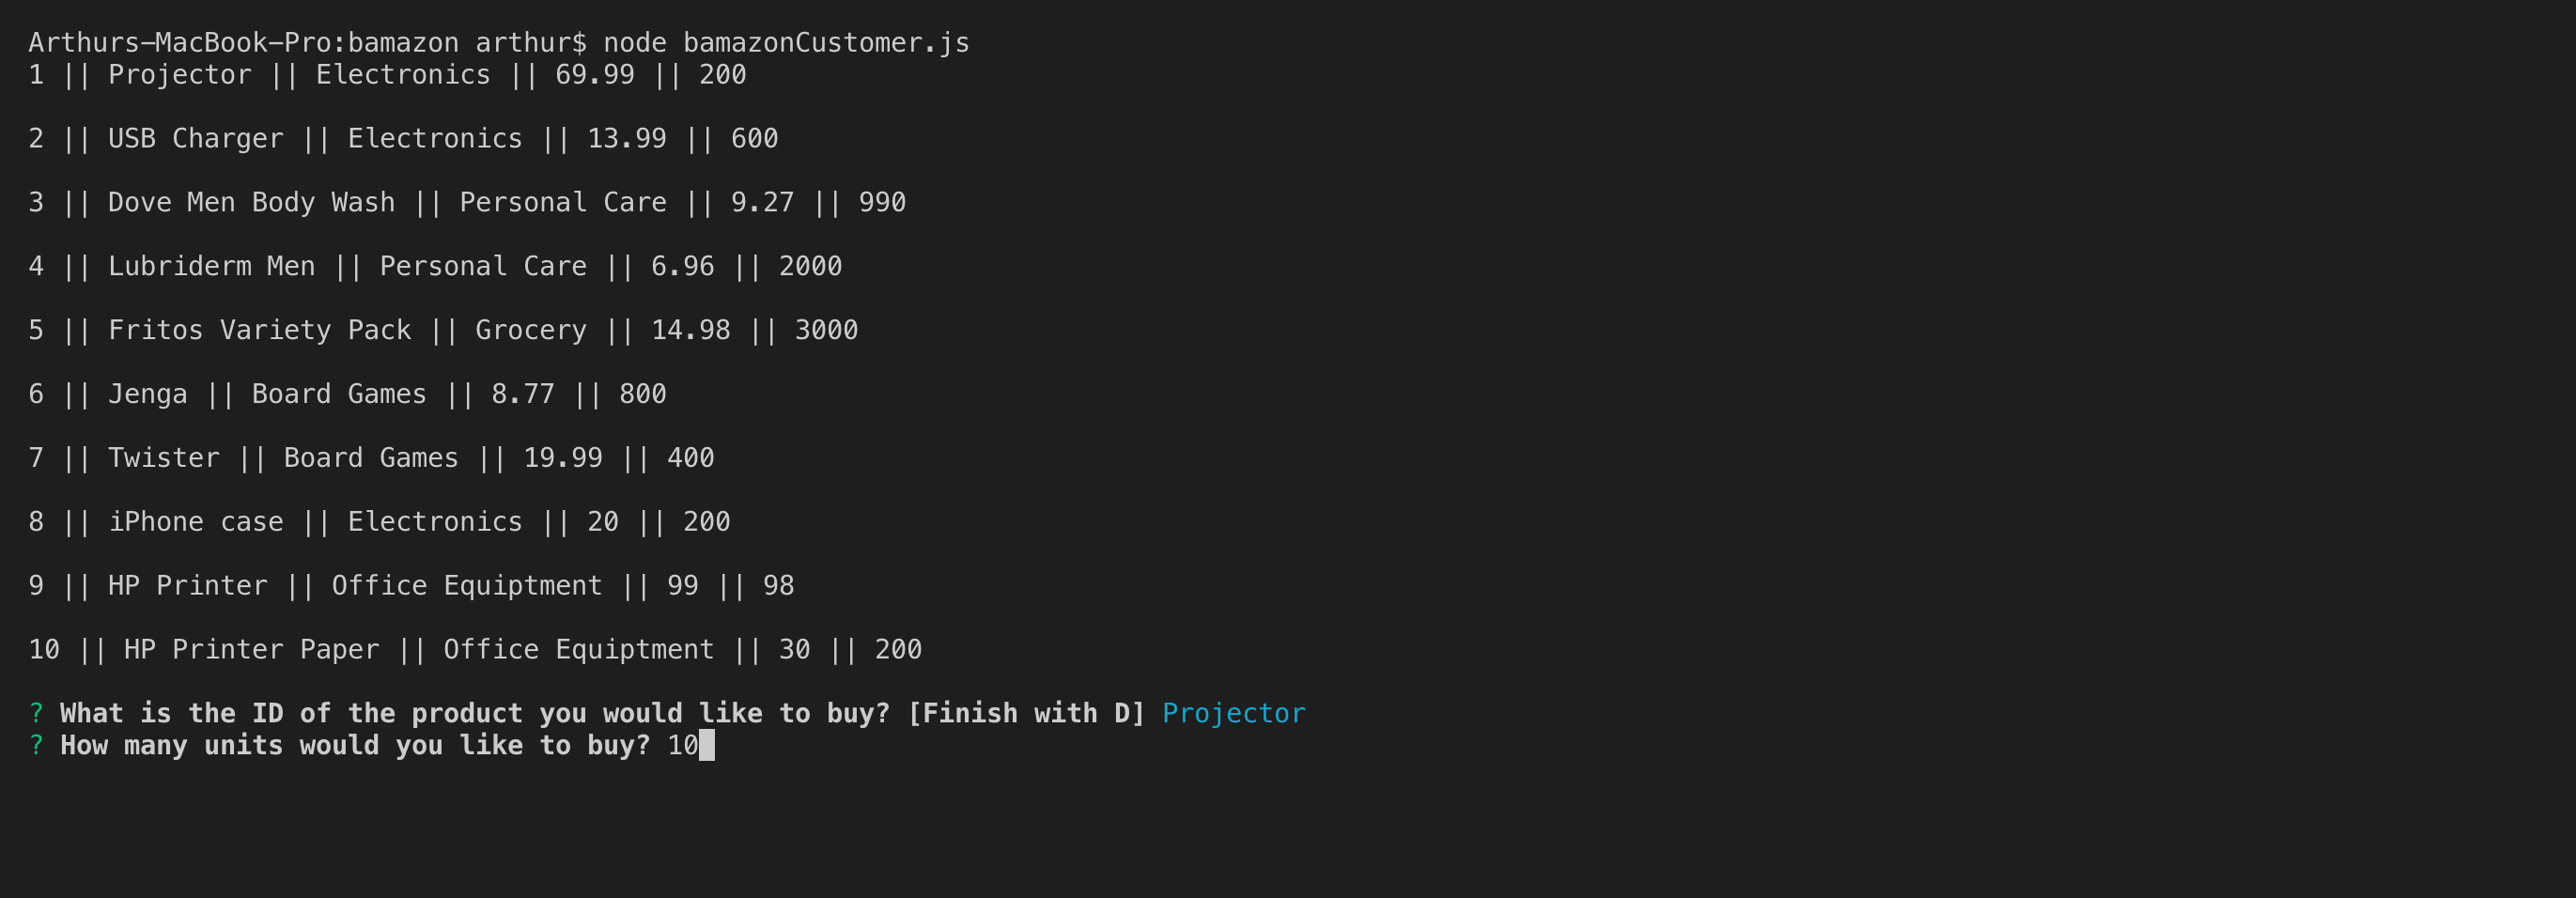 Arthurs-MacBook-Pro:bamazon arthur$ node bamazonCustomer.js
1 || Projector || Electronics || 69.99 || 200
2 || USB Charger || Electronics || 13.99 || 600
3 || Dove Men Body Wash || Personal Care || 9.27 || 990
4 || Lubriderm Men || Personal Care || 6.96 || 2000
5 || Fritos Variety Pack || Grocery || 14.98 || 3000
6 || Jenga || Board Games || 8.77 || 800
7 || Twister || Board Games || 19.99 || 400
8 || iPhone case || Electronics || 20 || 200
9 || HP Printer || Office Equiptment || 99 || 98
10 || HP Printer Paper || Office Equiptment || 30 || 200
? What is the ID of the product you would like to buy? [Finish with D] Projector
? How many units would you like to buy? 10